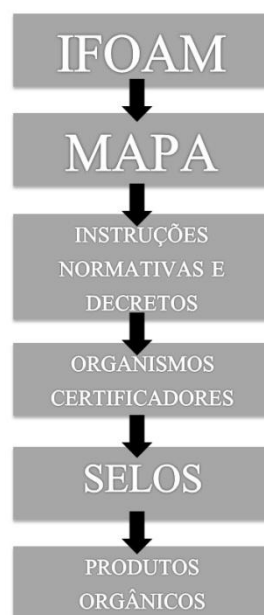 IFOAM
MAPA
INSTRUÇÕES
NORMATIVAS E
DECRETOS
ORGANISMOS
CERTIFICADORES
SELOS
PRODUTOS
ORGÂNICOS